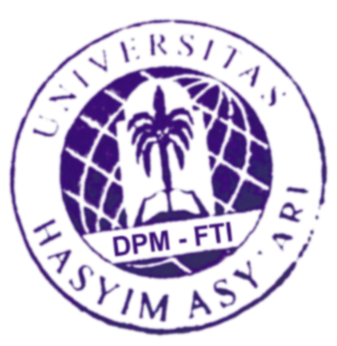 UNIVERSITAS
DPM - FTI
HASYIM ASY'ARI